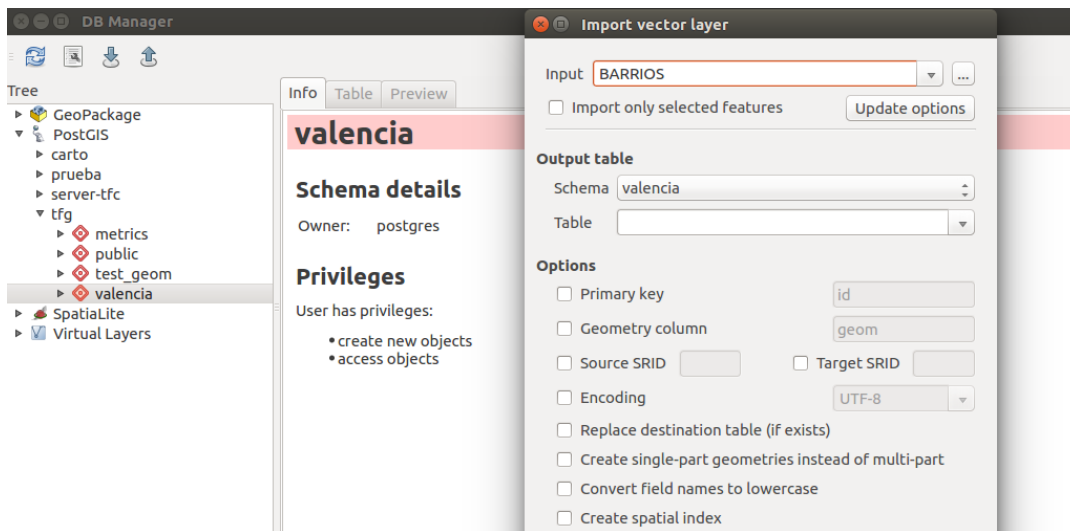 DB Manager
Tree
GeoPackage
PostGIS
carto
prueba
server-tfc
tfg
metrics
public
test_geom
valencia
SpatiaLite
Virtual Layers
Info Table Preview
valencia
Schema details
Owner: postgres
Privileges
User has privileges:
• create new objects
• access objects
Import vector layer
Input BARRIOS ...
Import only selected features Update options
Output table
Schema valencia
Table
Options
Primary key id
Geometry column geom
Source SRID Target SRID
Encoding UTF-8
Replace destination table (if exists)
Create single-part geometries instead of multi-part
Convert field names to lowercase
Create spatial index